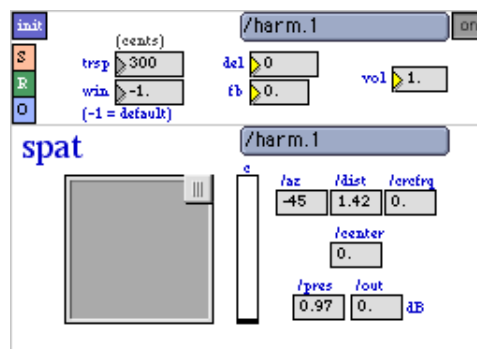 init /harm.1 on
(cents)
S trsp 300 del 0
vol 1.
R win -1. fb 0.
O (-1 = default)
spat /harm.1
c
/az /dist /crcfrq
-45 1.42 0.
/center
0.
/pres /out
0.97 0. dB